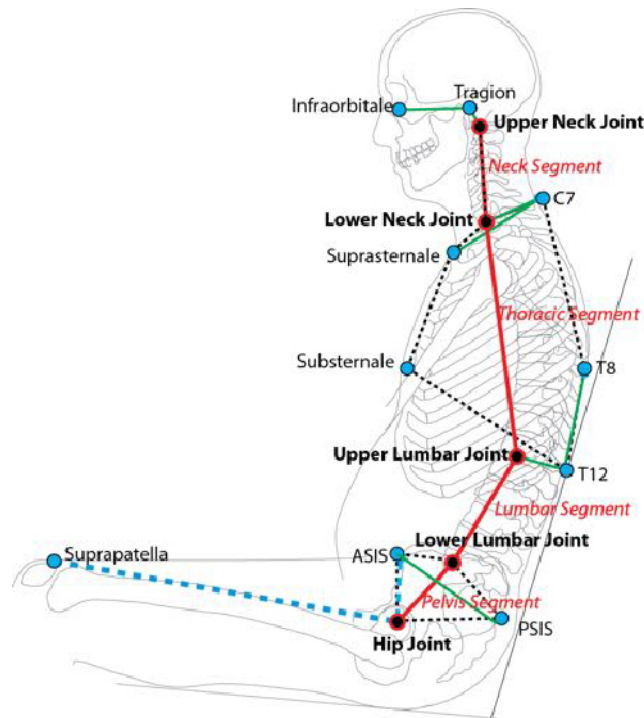 Tragion
Infraorbitale
Upper Neck Joint
Neck Segment
C7
Lower Neck Joint
Suprasternale
Thoracic Segment
Substernale
T8
Upper Lumbar Joint
T12
Lumbar Segment
Lower Lumbar Joint
Suprapatella
ASIS
Pelvis Segment
PSIS
Hip Joint